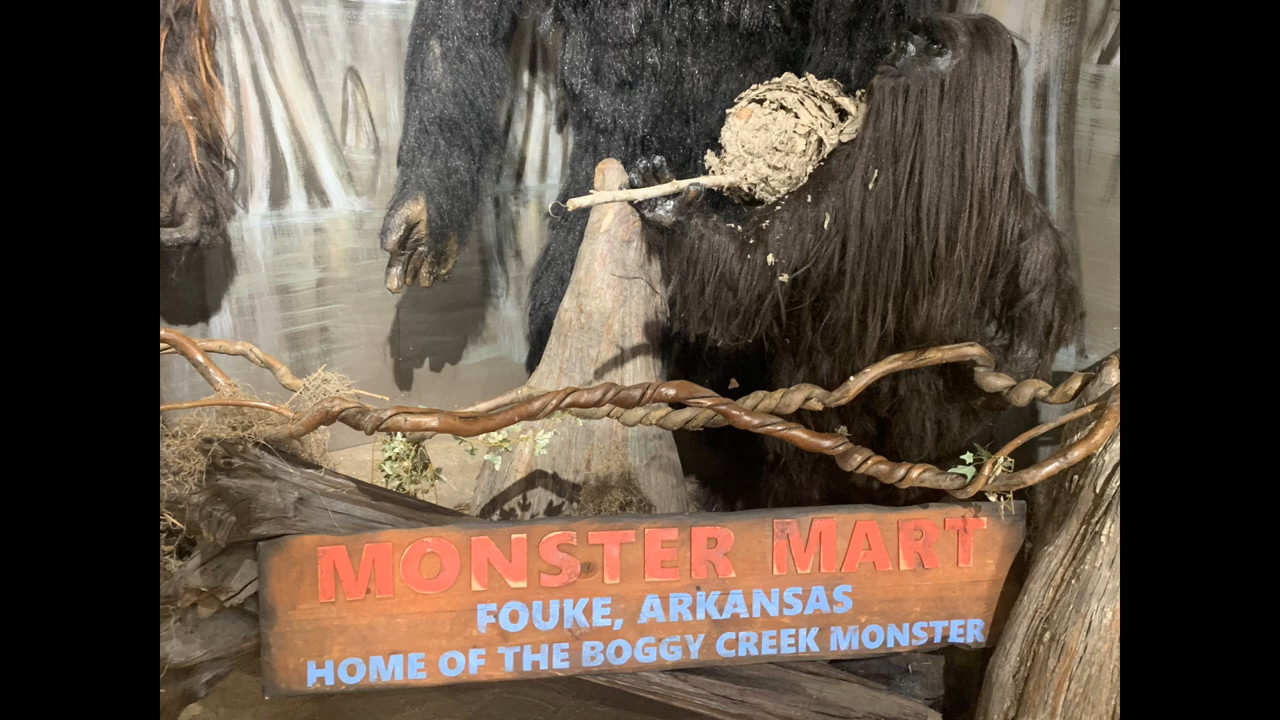 MONSTER MART
FOUKE, ARKANSAS
HOME OF THE BOGGY CREEK MONSTER